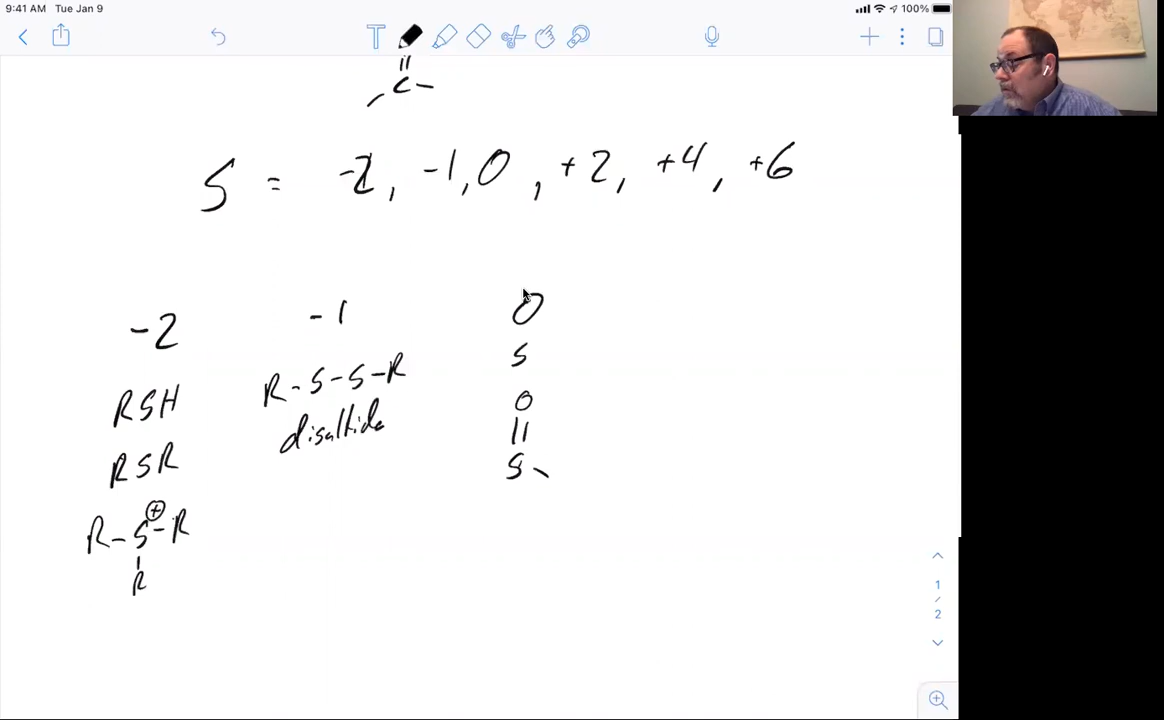 9:41 AM Tue Jan 9
100%
T
||
C
S = -2, -1, 0, +2, +4, +6
-2
RSH
RSR
R-S-R
⊕
|
R
-1
R-S-S-R
disulfide
0
S
O
||
S
1
/
2